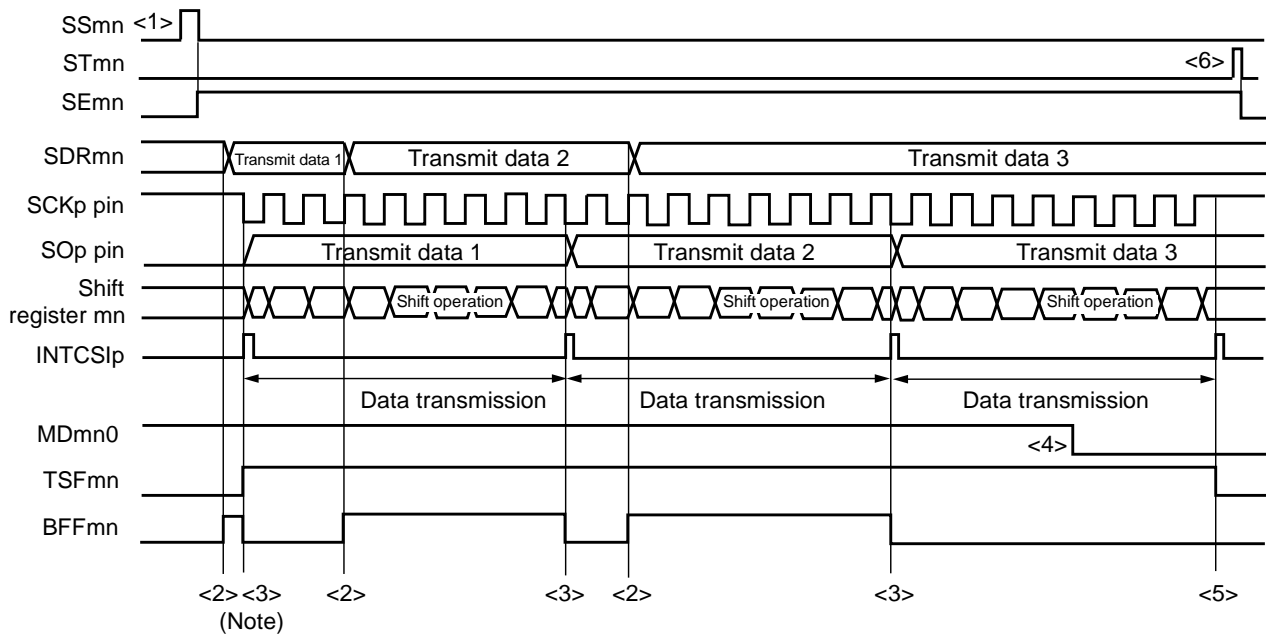 SSmn <1>
STmn <6>
SEmn
SDRmn Transmit data 1 Transmit data 2 Transmit data 3
SCKp pin
SOp pin Transmit data 1 Transmit data 2 Transmit data 3
Shift
register mn Shift operation Shift operation Shift operation
INTCSIp
Data transmission Data transmission Data transmission
MDmn0 <4>
TSFmn
BFFmn
<2> <3> <2> <3> <2> <3> <5>
(Note)